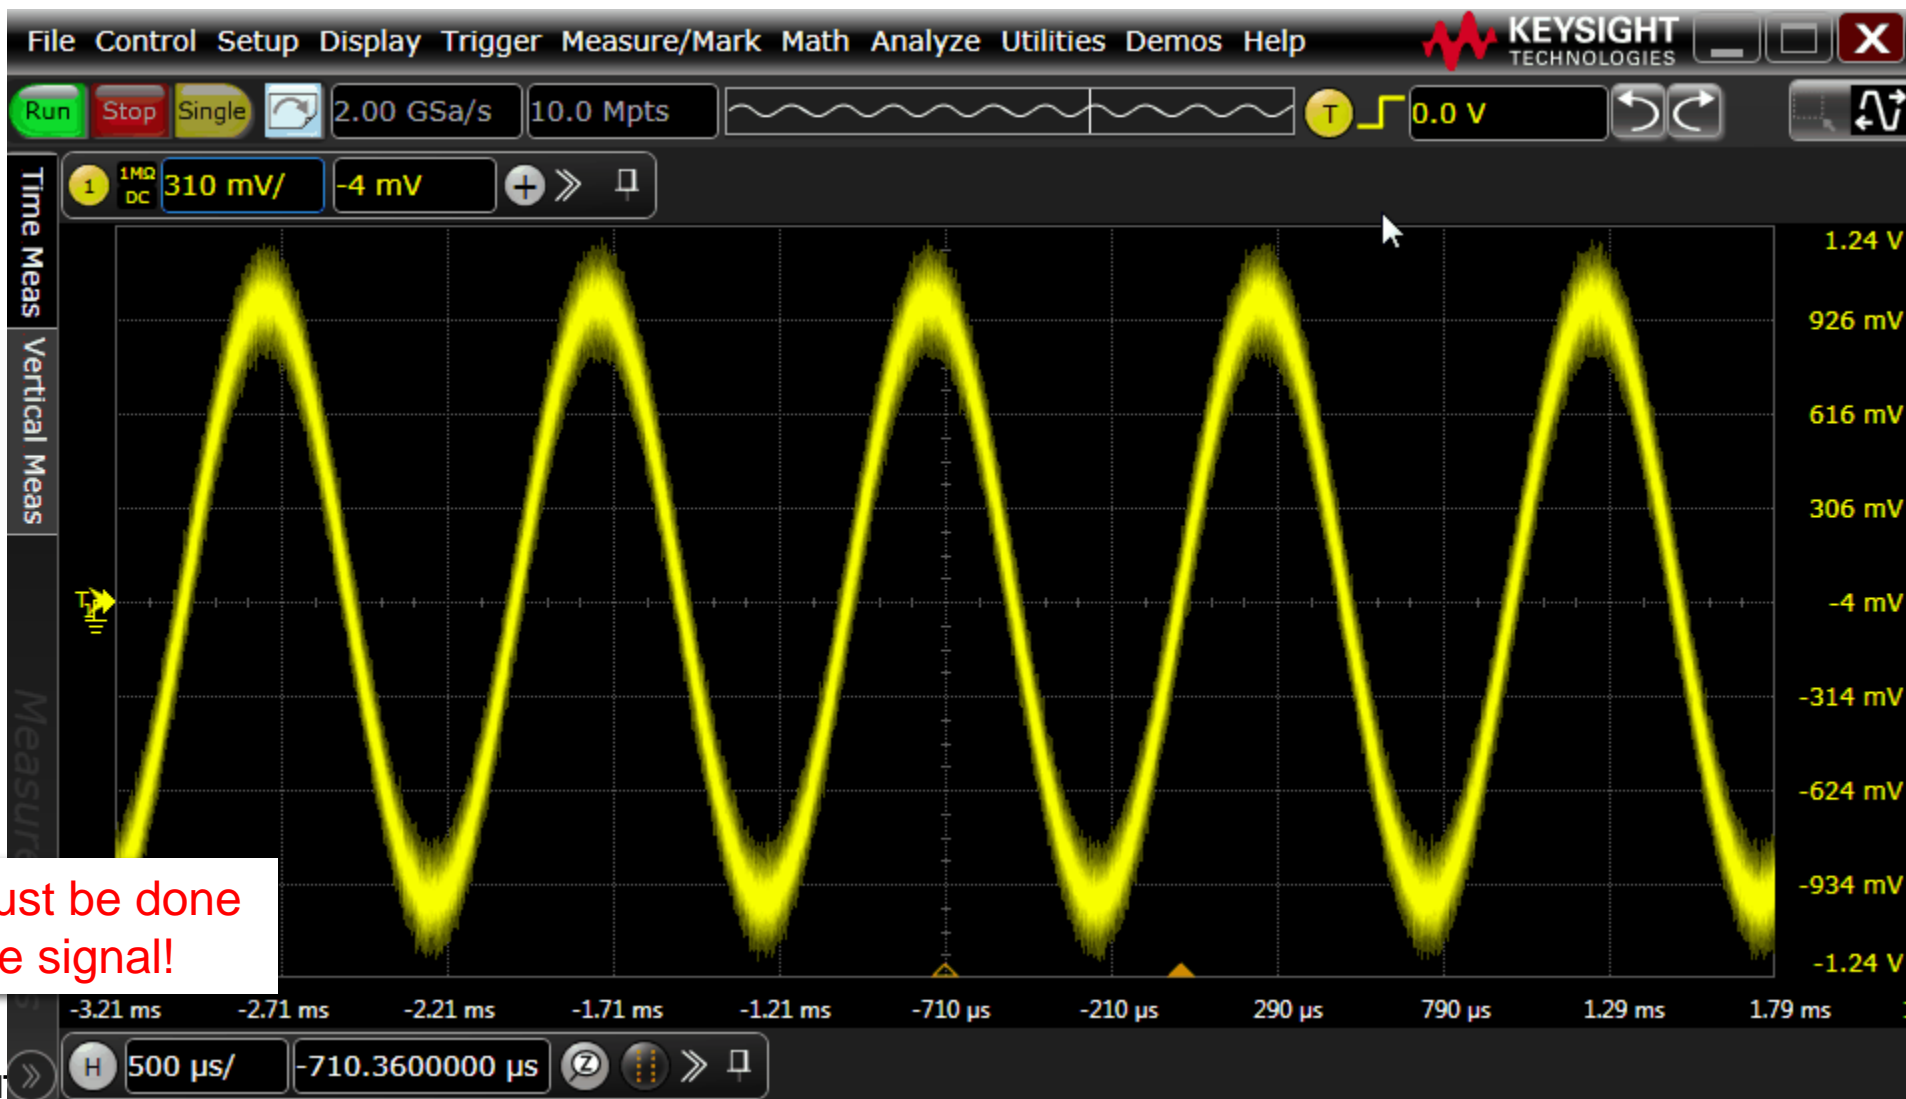 File Control Setup Display Trigger Measure/Mark Math Analyze Utilities Demos Help
KEYSIGHT
TECHNOLOGIES
X
Run Stop Single 2.00 GSa/s 10.0 Mpts T 0.0 V
1 1MΩ DC 310 mV/ -4 mV
Time Meas
Vertical Meas
1.24 V
926 mV
616 mV
306 mV
T
-4 mV
-314 mV
-624 mV
-934 mV
-1.24 V
ust be done
e signal!
-3.21 ms -2.71 ms -2.21 ms -1.71 ms -1.21 ms -710 µs -210 µs 290 µs 790 µs 1.29 ms 1.79 ms
H 500 µs/ -710.3600000 µs Z